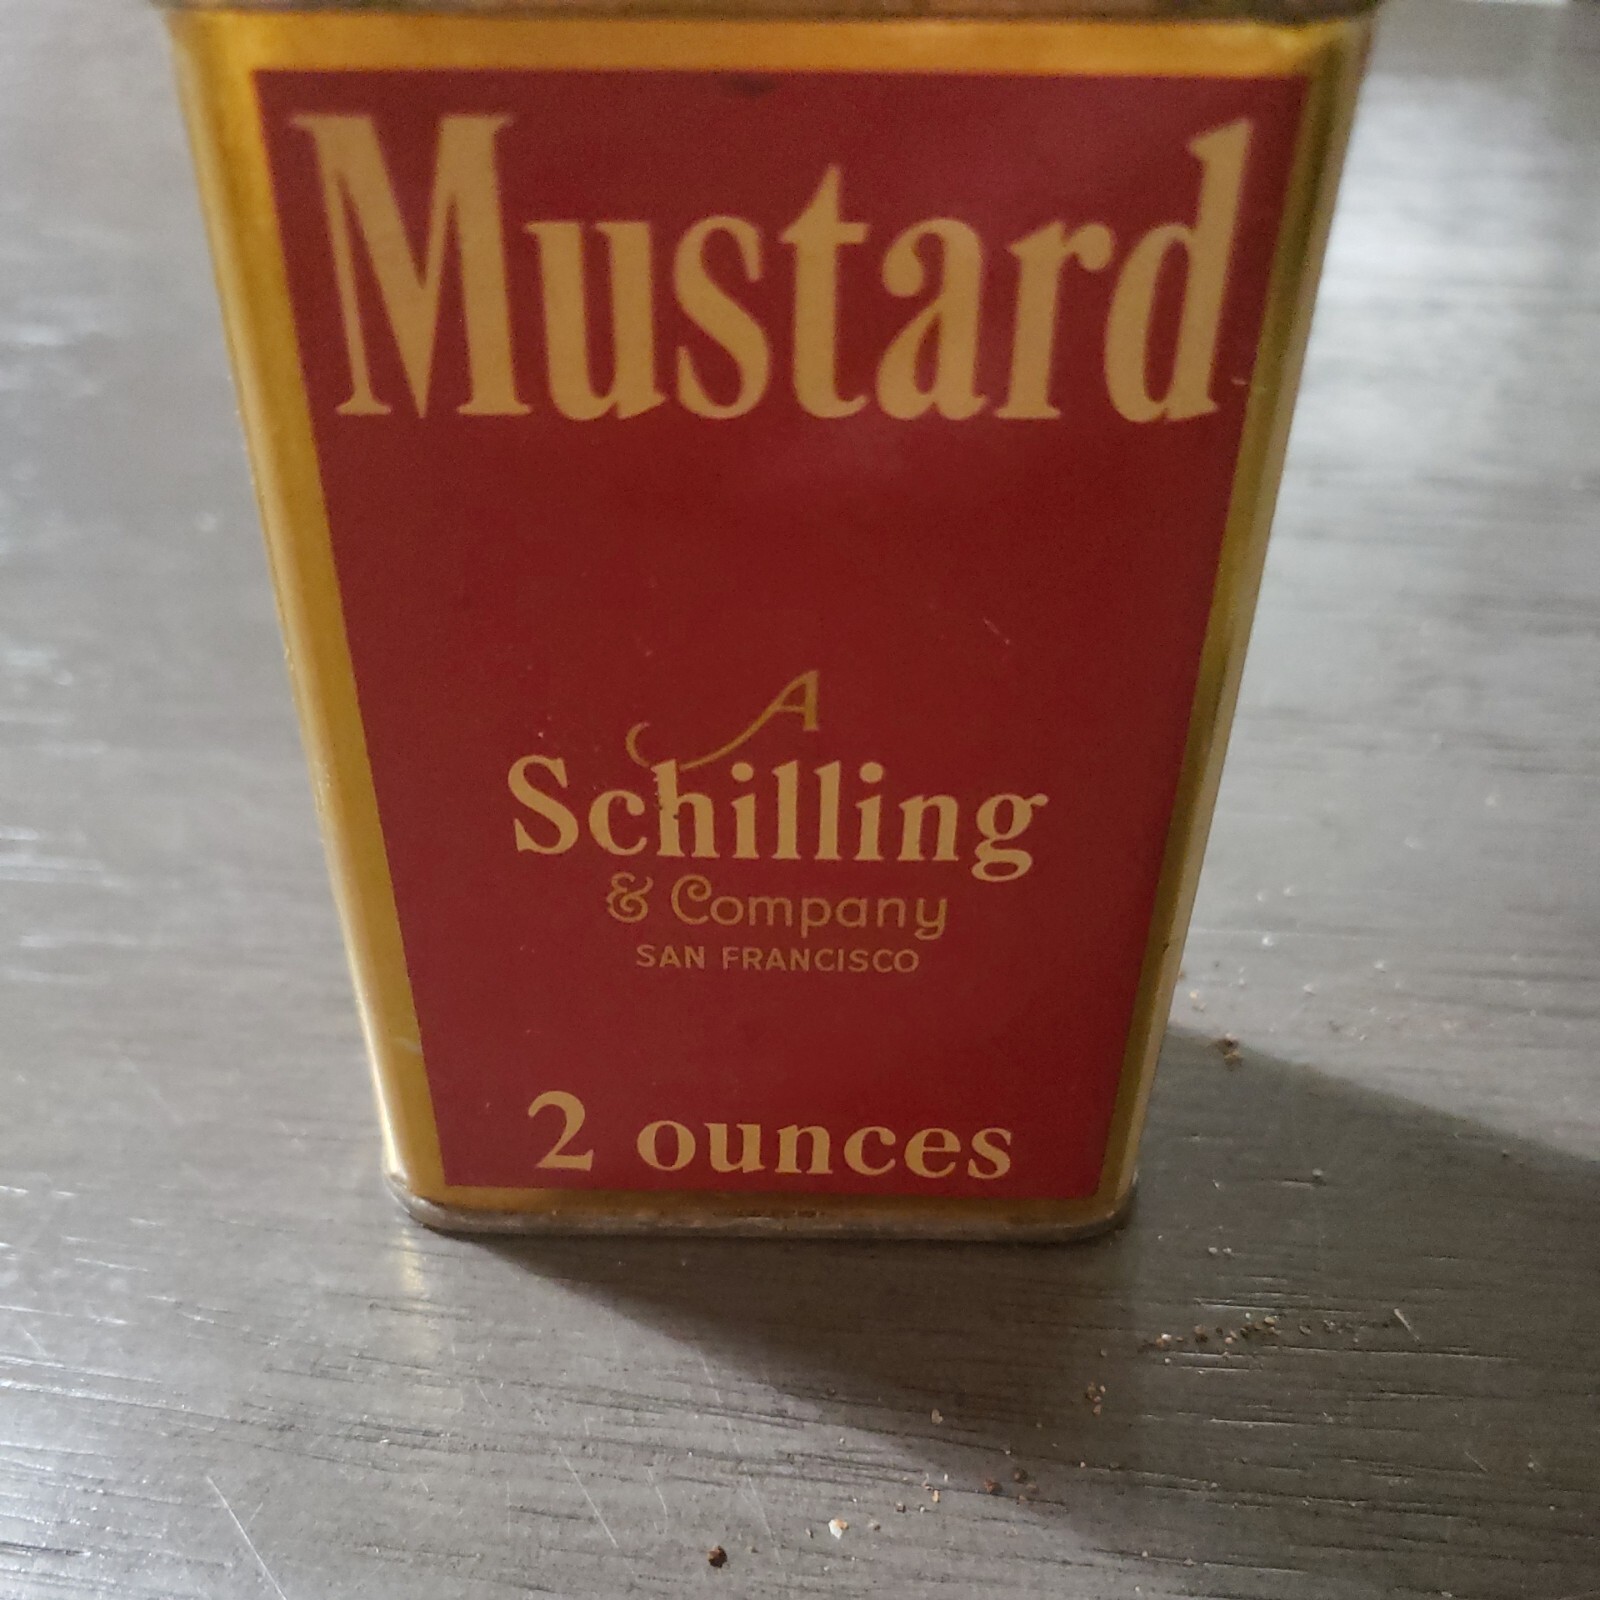 Mustard
A
Schilling
& Company
SAN FRANCISCO
2 ounces